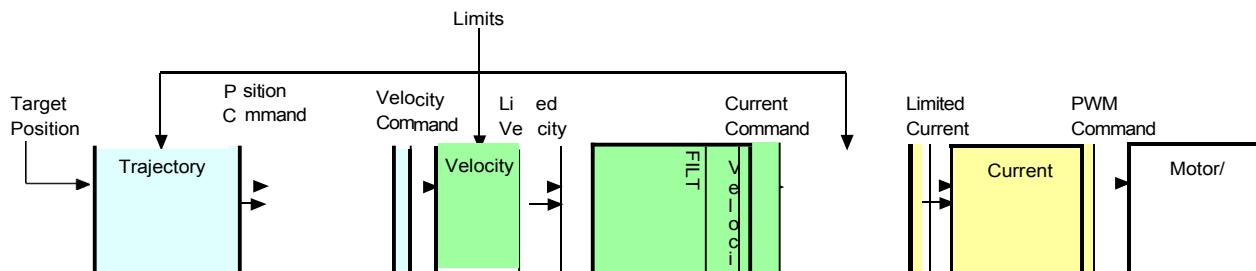 Limits
Target
Position
P sition
C mmand
Velocity
Command
Li ed
Ve city
Current
Command
Limited
Current
PWM
Command
Trajectory
Velocity
FILT
Veloci
Current
Motor/